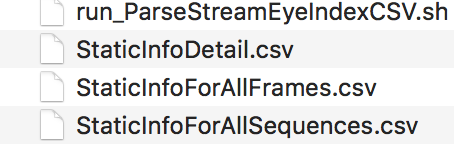 run_ParseStreamEyeIndexCSV.sh
StaticInfoDetail.csv
StaticInfoForAllFrames.csv
StaticInfoForAllSequences.csv